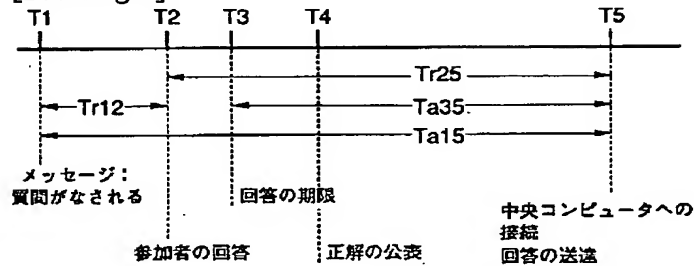 T1 T2 T3 T4 T5
Tr25
Tr12
Ta35
Ta15
メッセージ：
質問がなされる
回答の期限
中央コンピュータへの
接続
参加者の回答
正解の公表
回答の送達